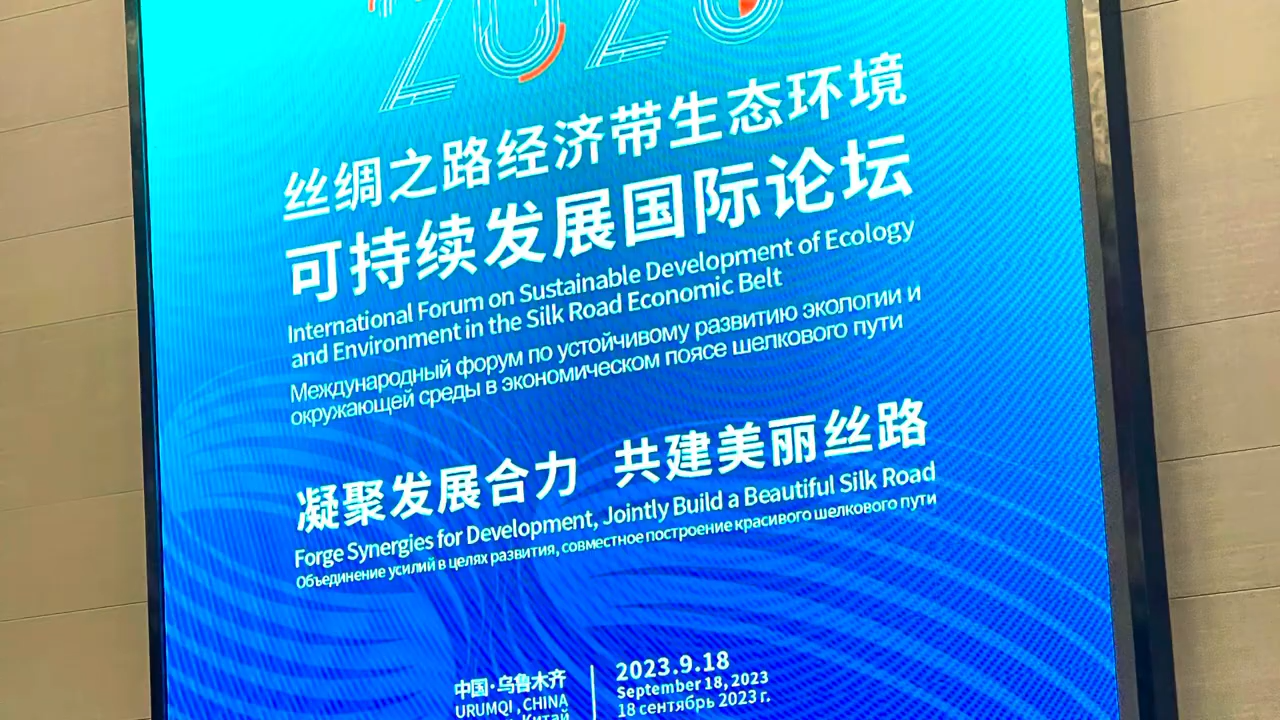 丝绸之路经济带生态环境
可持续发展国际论坛
International Forum on Sustainable Development of Ecology
and Environment in the Silk Road Economic Belt
Международный форум по устойчивому развитию экологии и
окружающей среды в экономическом поясе шелкового пути
凝聚发展合力 共建美丽丝路
Forge Synergies for Development, Jointly Build a Beautiful Silk Road
Объединение усилий в целях развития, совместное построение красивого шелкового пути
中国·乌鲁木齐
URUMQI , CHINA
Китай
2023.9.18
September 18, 2023
18 сентябрь 2023 г.